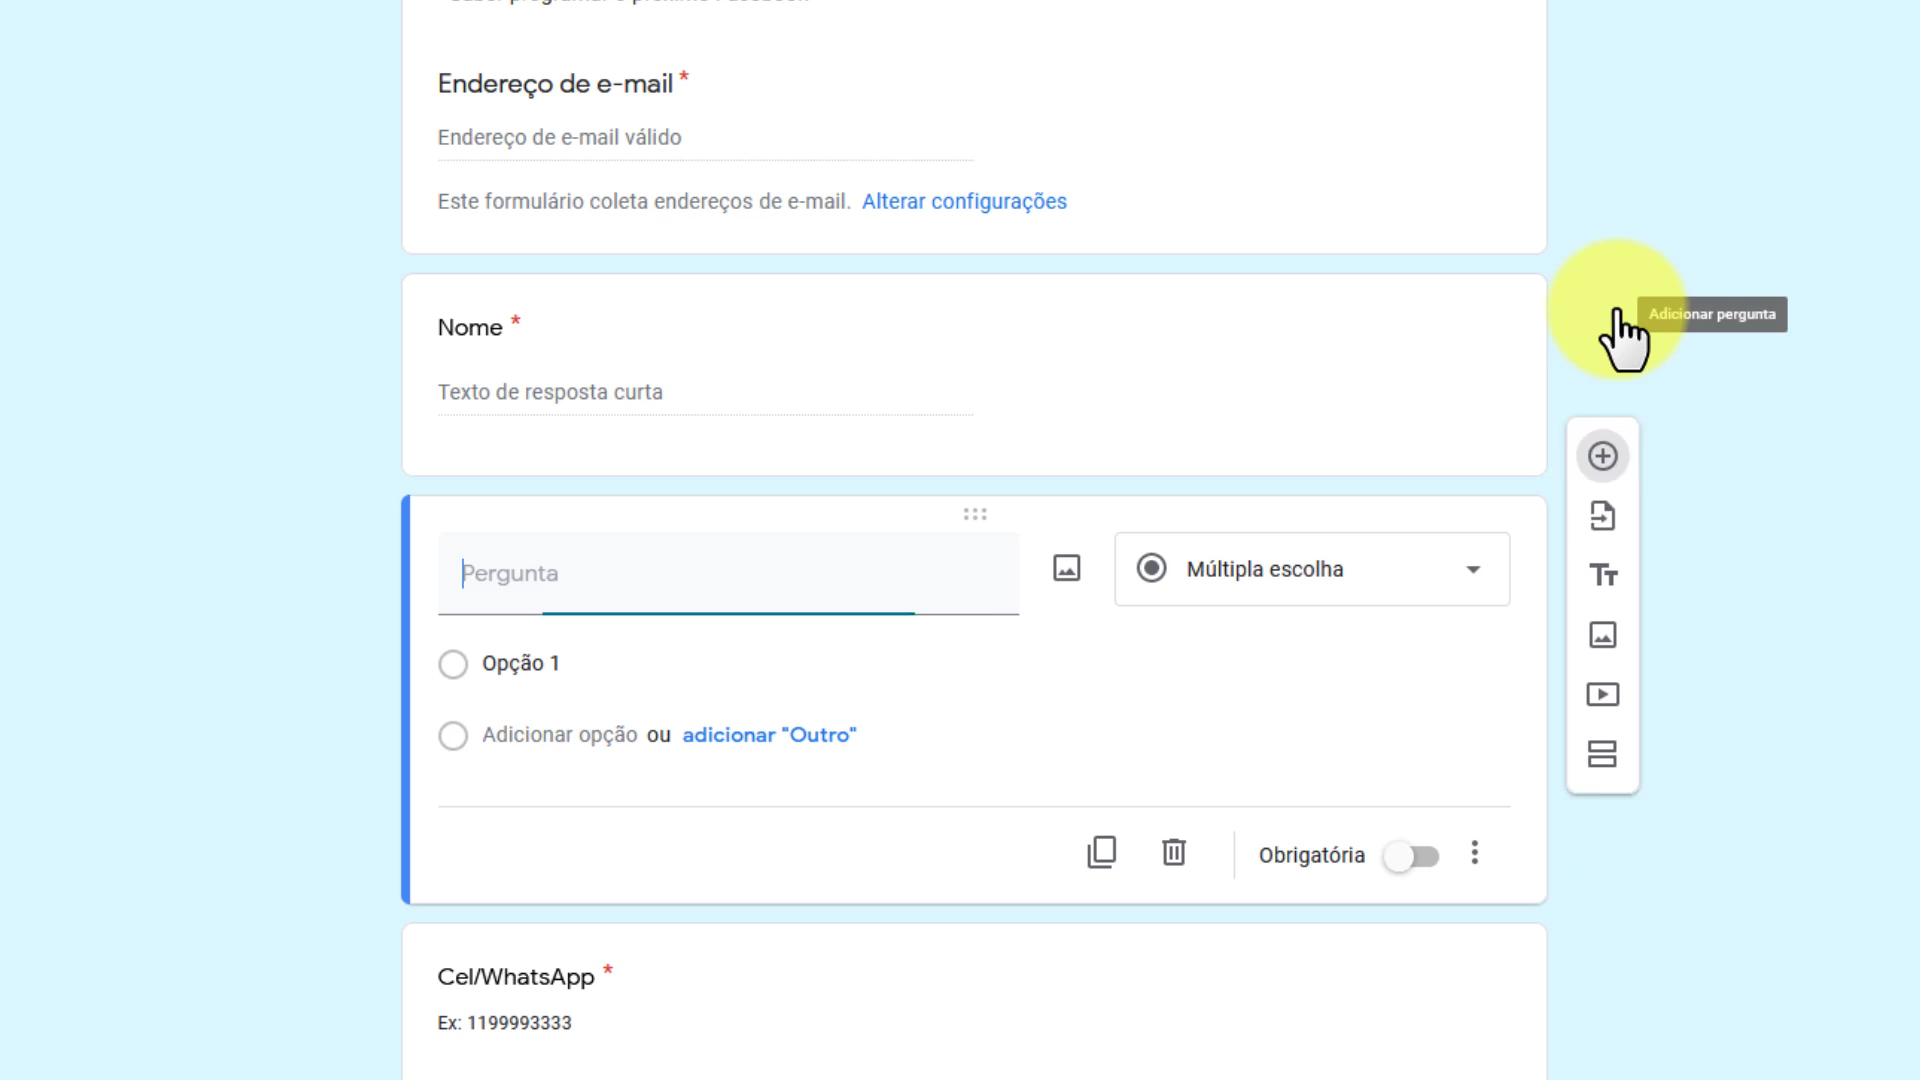 Endereço de e-mail *
Endereço de e-mail válido
Este formulário coleta endereços de e-mail. Alterar configurações
Nome *
Adicionar pergunta
Texto de resposta curta
Pergunta
Múltipla escolha
Opção 1
Adicionar opção ou adicionar "Outro"
Obrigatória
Cel/WhatsApp *
Ex: 1199993333